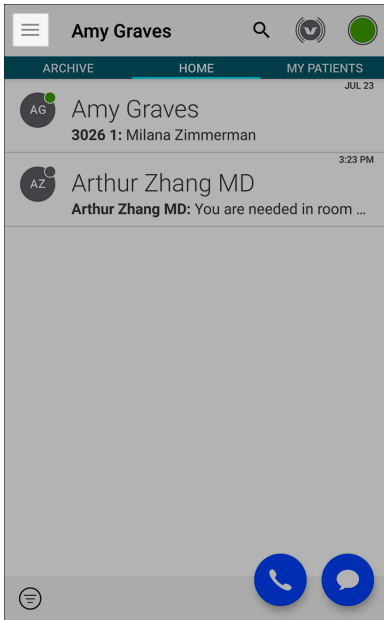 Amy Graves
ARCHIVE HOME MY PATIENTS
JUL 23
AG Amy Graves
3026 1: Milana Zimmerman
3:23 PM
AZ Arthur Zhang MD
Arthur Zhang MD: You are needed in room …